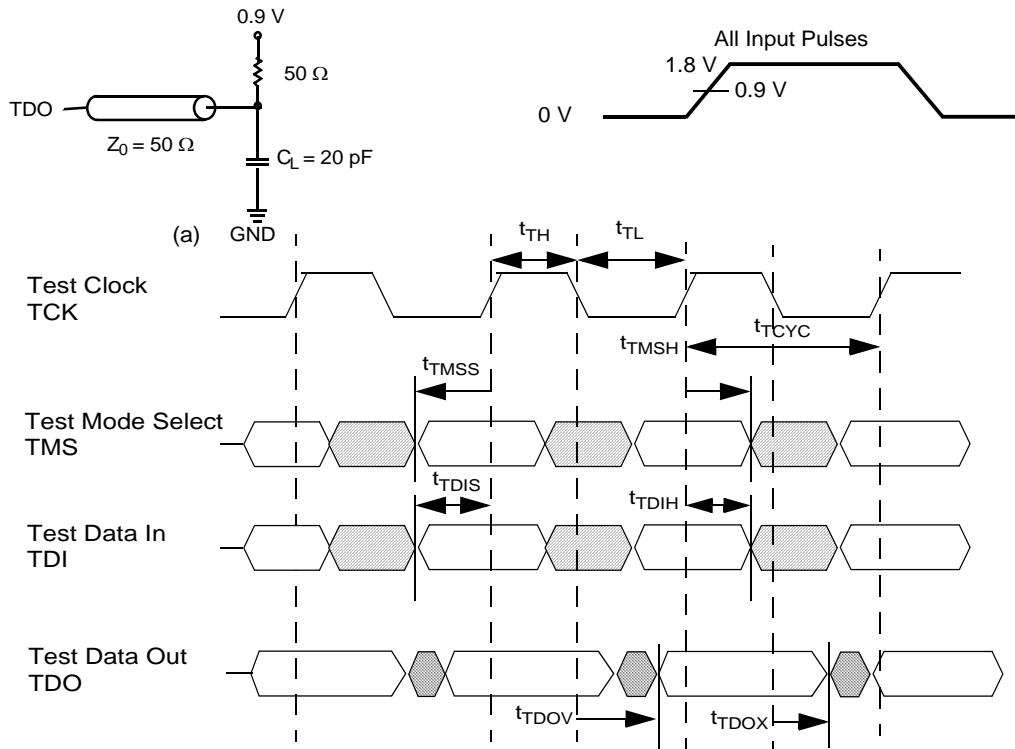 0.9 V
50 Ω
TDO
Z0 = 50 Ω
CL = 20 pF
(a)
GND
All Input Pulses
1.8 V
0.9 V
0 V
tTH
tTL
Test Clock
TCK
tTMSH
tTCYC
tTMSS
Test Mode Select
TMS
tTDIS
tTDIH
Test Data In
TDI
Test Data Out
TDO
tTDOV
tTDOX